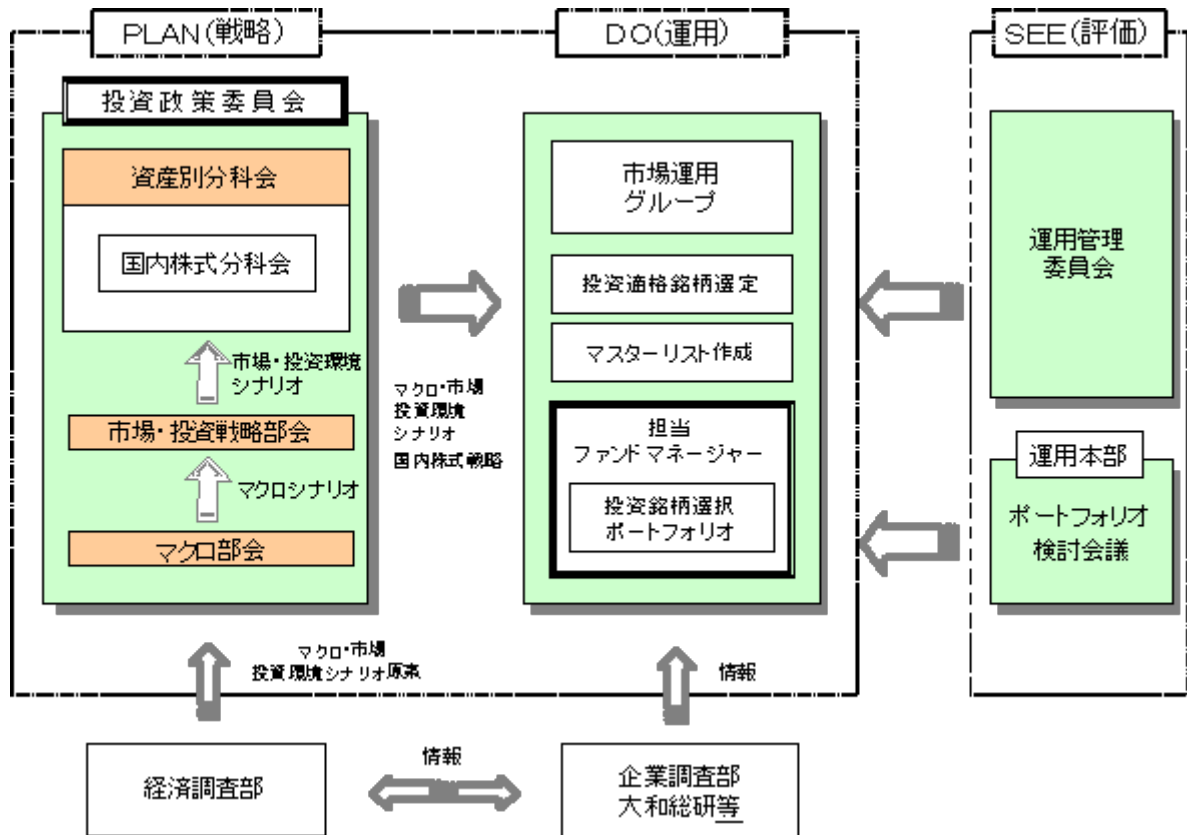 PLAN(戦略)
DO(運用)
SEE(評価)
投資政策委員会
資産別分科会
国内株式分科会
市場・投資環境
シナリオ
市場・投資戦略部会
マクロシナリオ
マクロ部会
マクロ・市場
投資環境
シナリオ
国内株式戦略
市場運用
グループ
投資適格銘柄選定
マスターリスト作成
担当
ファンドマネージャー
投資銘柄選択
ポートフォリオ
運用管理
委員会
運用本部
ポートフォリオ
検討会議
マクロ・市場
投資環境シナリオ原案
情報
経済調査部
情報
企業調査部
大和総研等